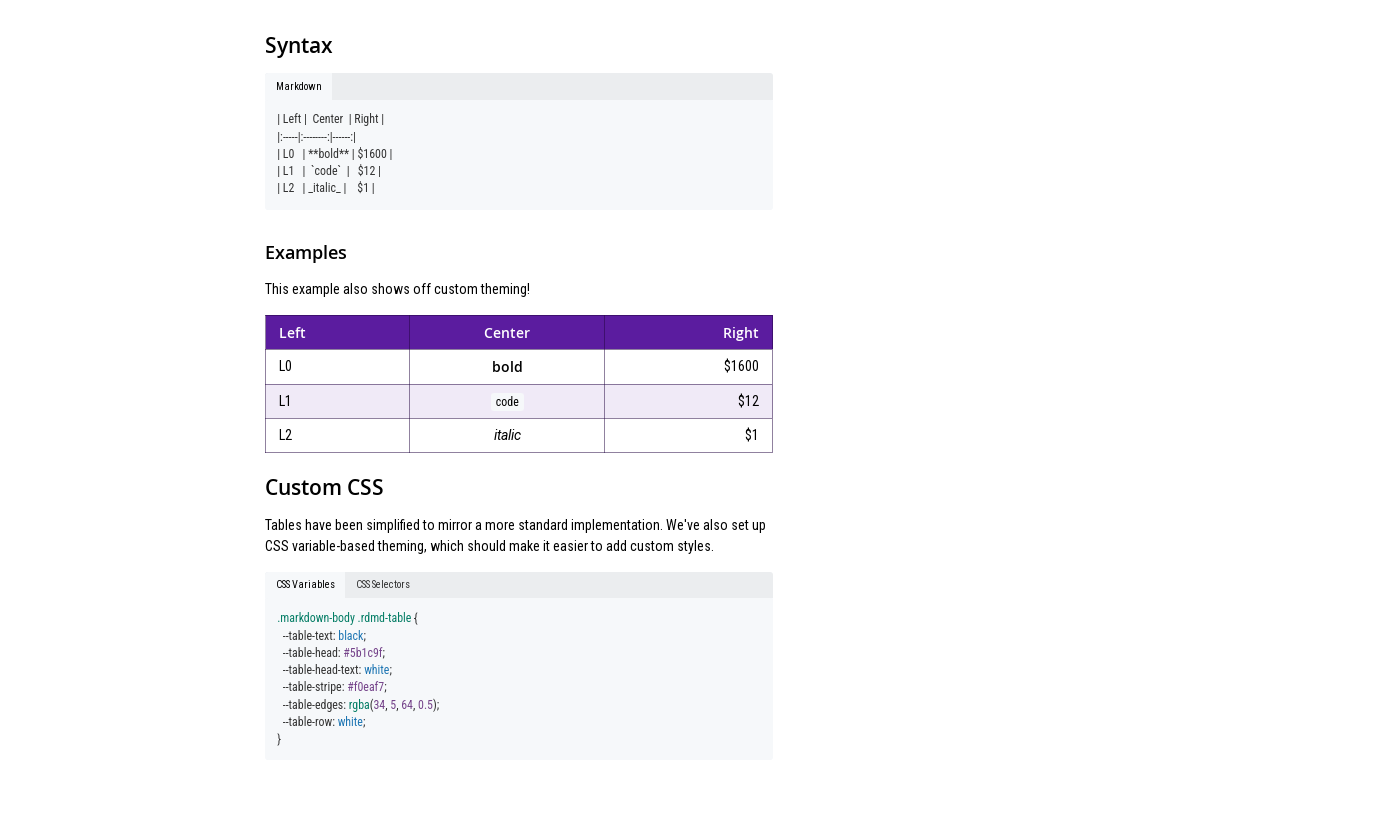 Syntax
Markdown
| Left |  Center  | Right |
|:-----|:--------:|------:|
| L0   | **bold** | $1600 |
| L1   |  `code`  |   $12 |
| L2   | _italic_ |    $1 |
Examples
This example also shows off custom theming!
Left Center Right
L0 bold $1600
L1 code $12
L2 italic $1
Custom CSS
Tables have been simplified to mirror a more standard implementation. We've also set up
CSS variable-based theming, which should make it easier to add custom styles.
CSS Variables CSS Selectors
.markdown-body .rdmd-table {
  --table-text: black;
  --table-head: #5b1c9f;
  --table-head-text: white;
  --table-stripe: #f0eaf7;
  --table-edges: rgba(34, 5, 64, 0.5);
  --table-row: white;
}